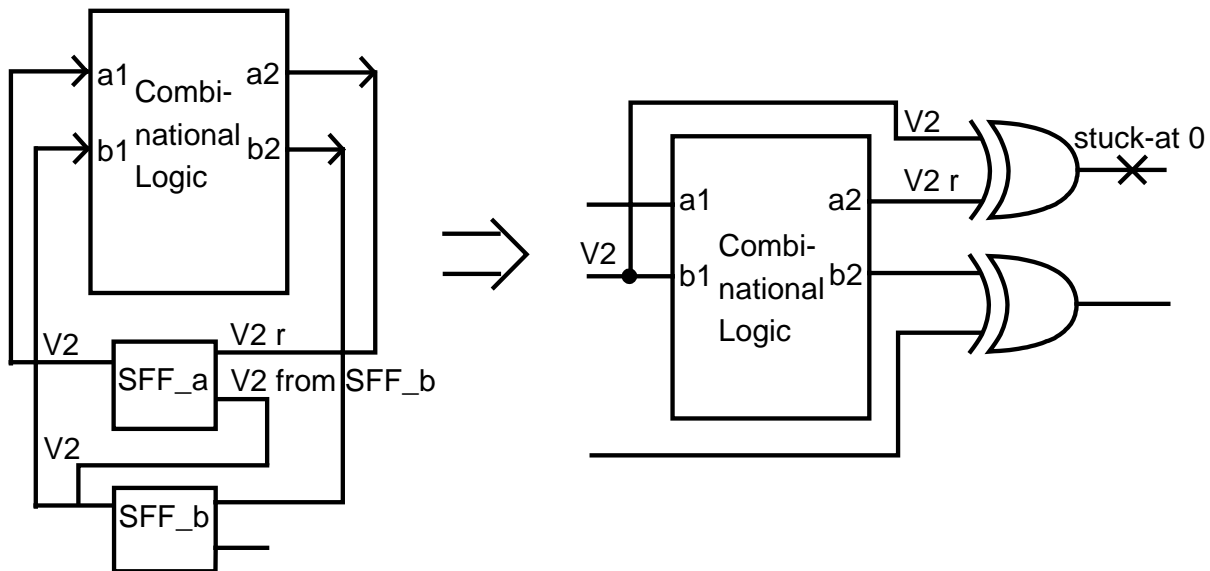 a1
a2
Combi-
national
Logic
b1
b2
V2
V2 r
SFF_a
V2 from SFF_b
V2
SFF_b
V2
stuck-at 0
V2 r
a1
a2
V2
b1
Combi-
national
Logic
b2